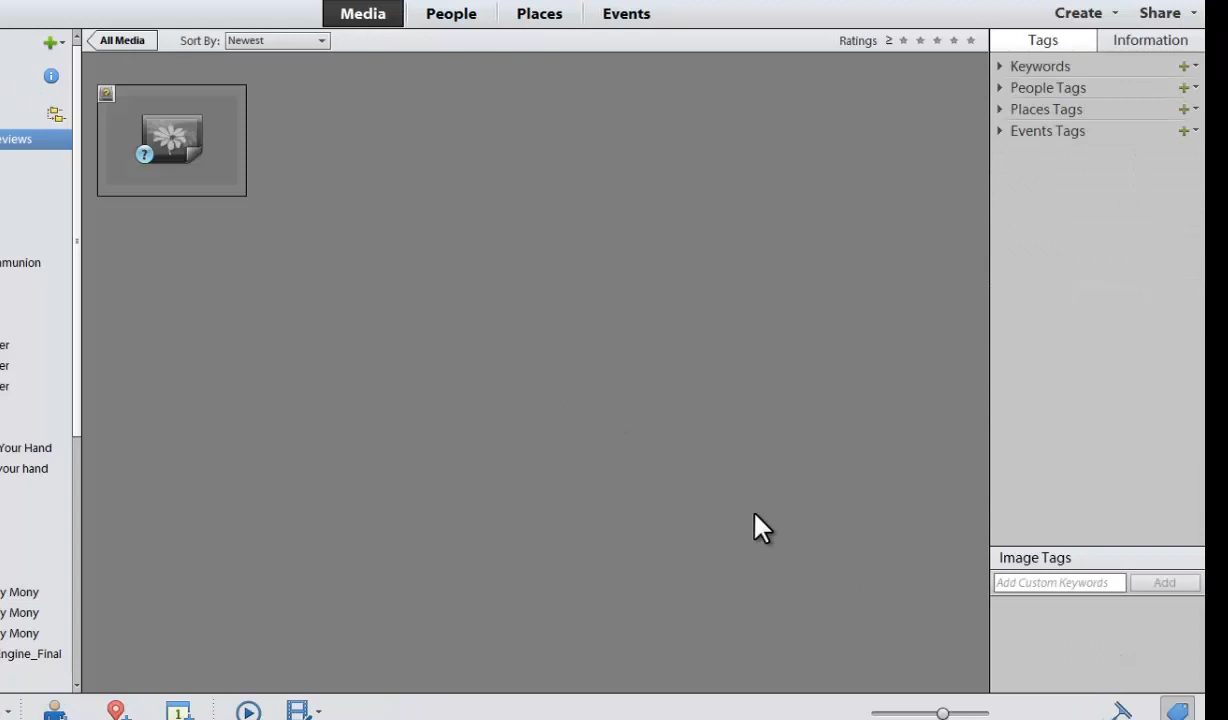 Media People Places Events Create Share
All Media Sort By: Newest Ratings ≥ Tags Information
Keywords
People Tags
Places Tags
Events Tags
eviews
munion
er
er
er
Your Hand
your hand
Image Tags
Add Custom Keywords Add
y Mony
y Mony
y Mony
ngine_Final
1